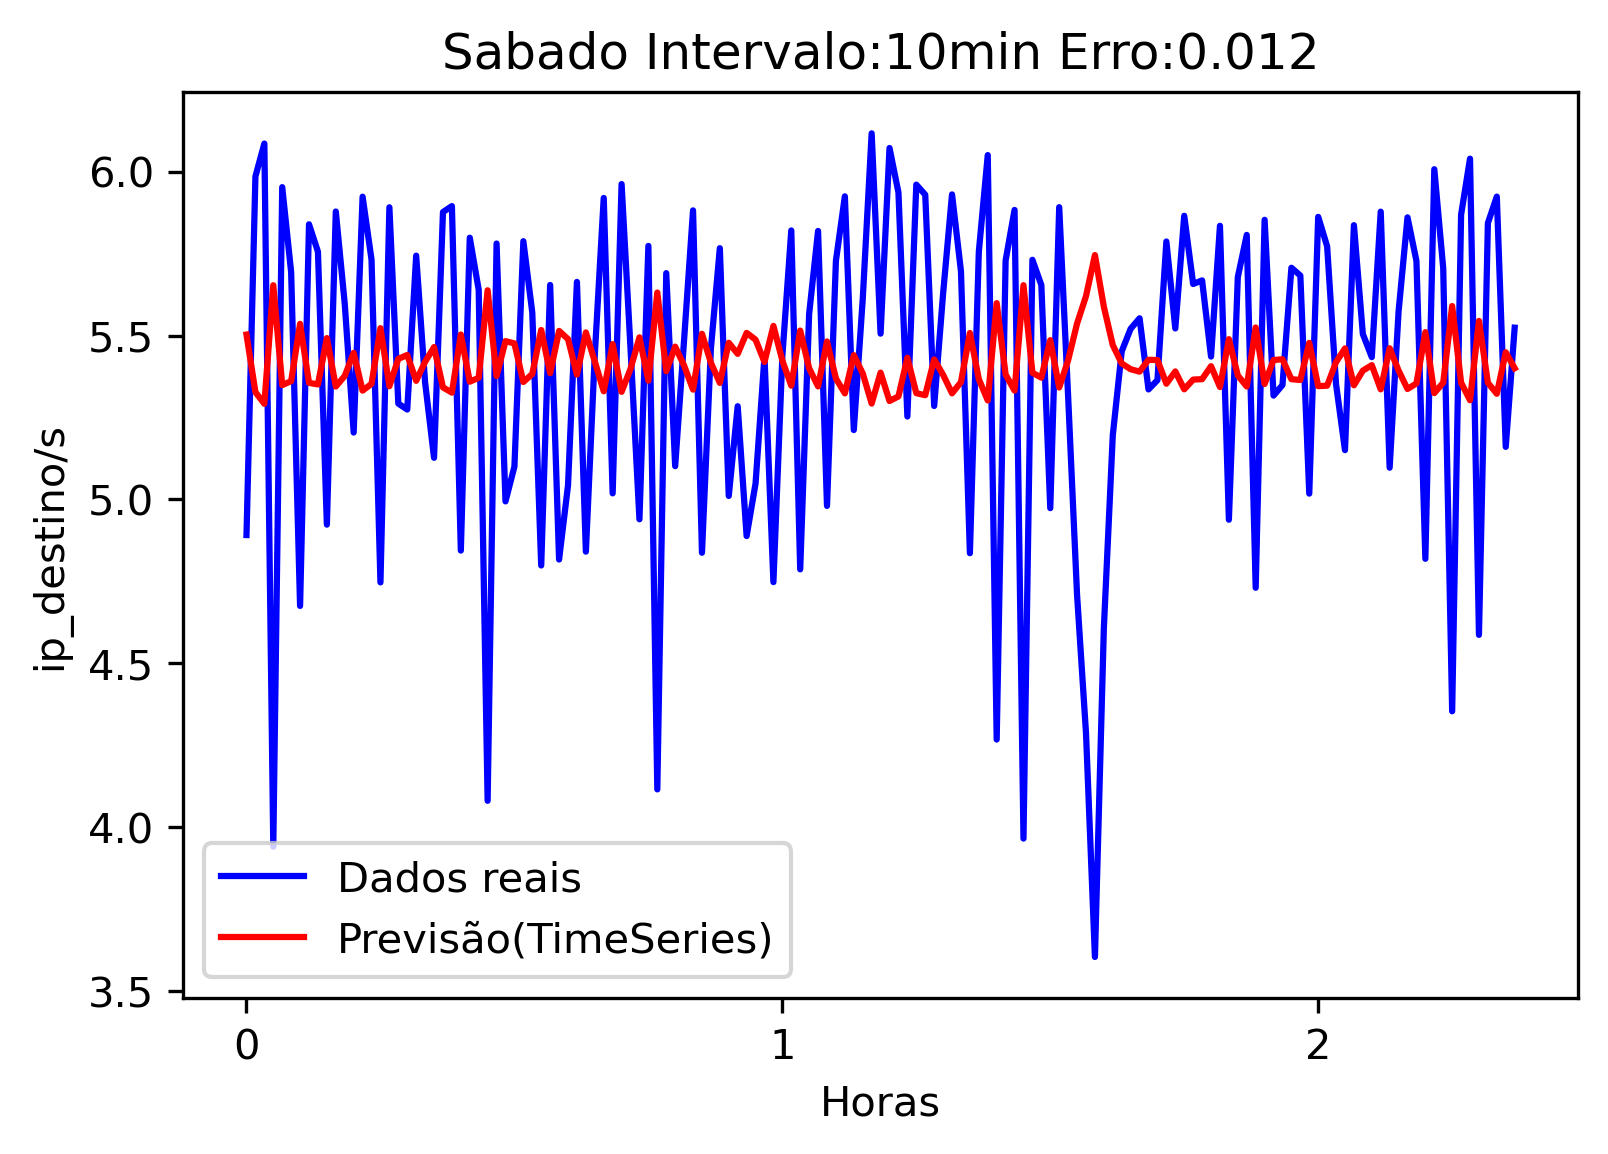 Sabado Intervalo:10min Erro:0.012
6.0
5.5
5.0
4.5
4.0
3.5
ip_destino/s
Dados reais
Previsão(TimeSeries)
0 1 2
Horas